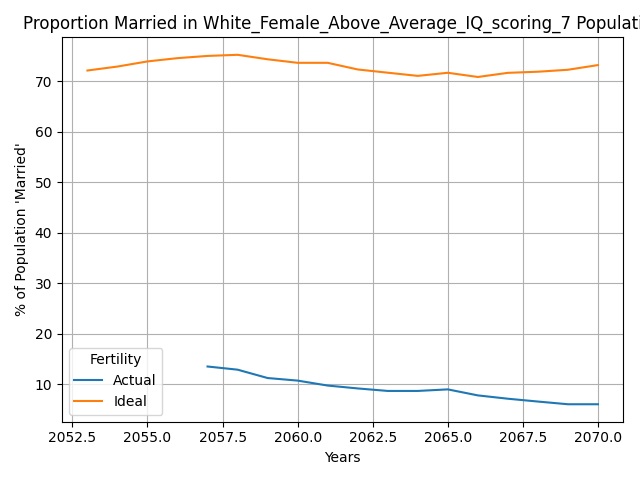 Proportion Married in White_Female_Above_Average_IQ_scoring_7 Populati
% of Population 'Married'
70
60
50
40
30
20
10
Fertility
Actual
Ideal
2052.5 2055.0 2057.5 2060.0 2062.5 2065.0 2067.5 2070.0
Years